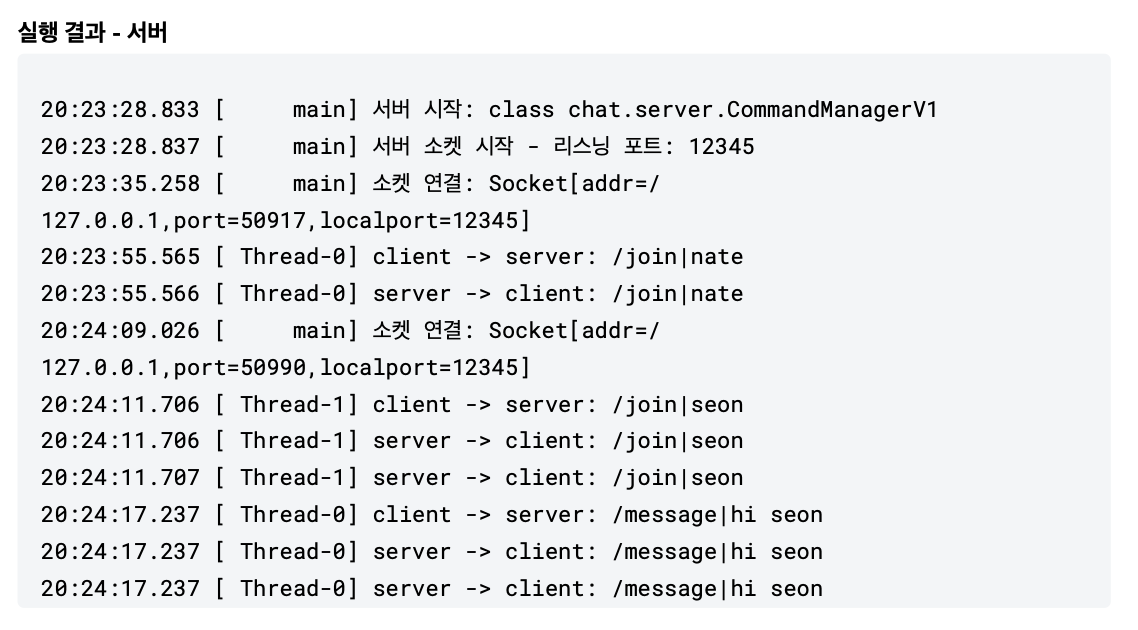 실행 결과 - 서버
20:23:28.833 [     main] 서버 시작: class chat.server.CommandManagerV1
20:23:28.837 [     main] 서버 소켓 시작 - 리스닝 포트: 12345
20:23:35.258 [     main] 소켓 연결: Socket[addr=/
127.0.0.1,port=50917,localport=12345]
20:23:55.565 [ Thread-0] client -> server: /join|nate
20:23:55.566 [ Thread-0] server -> client: /join|nate
20:24:09.026 [     main] 소켓 연결: Socket[addr=/
127.0.0.1,port=50990,localport=12345]
20:24:11.706 [ Thread-1] client -> server: /join|seon
20:24:11.706 [ Thread-1] server -> client: /join|seon
20:24:11.707 [ Thread-1] server -> client: /join|seon
20:24:17.237 [ Thread-0] client -> server: /message|hi seon
20:24:17.237 [ Thread-0] server -> client: /message|hi seon
20:24:17.237 [ Thread-0] server -> client: /message|hi seon